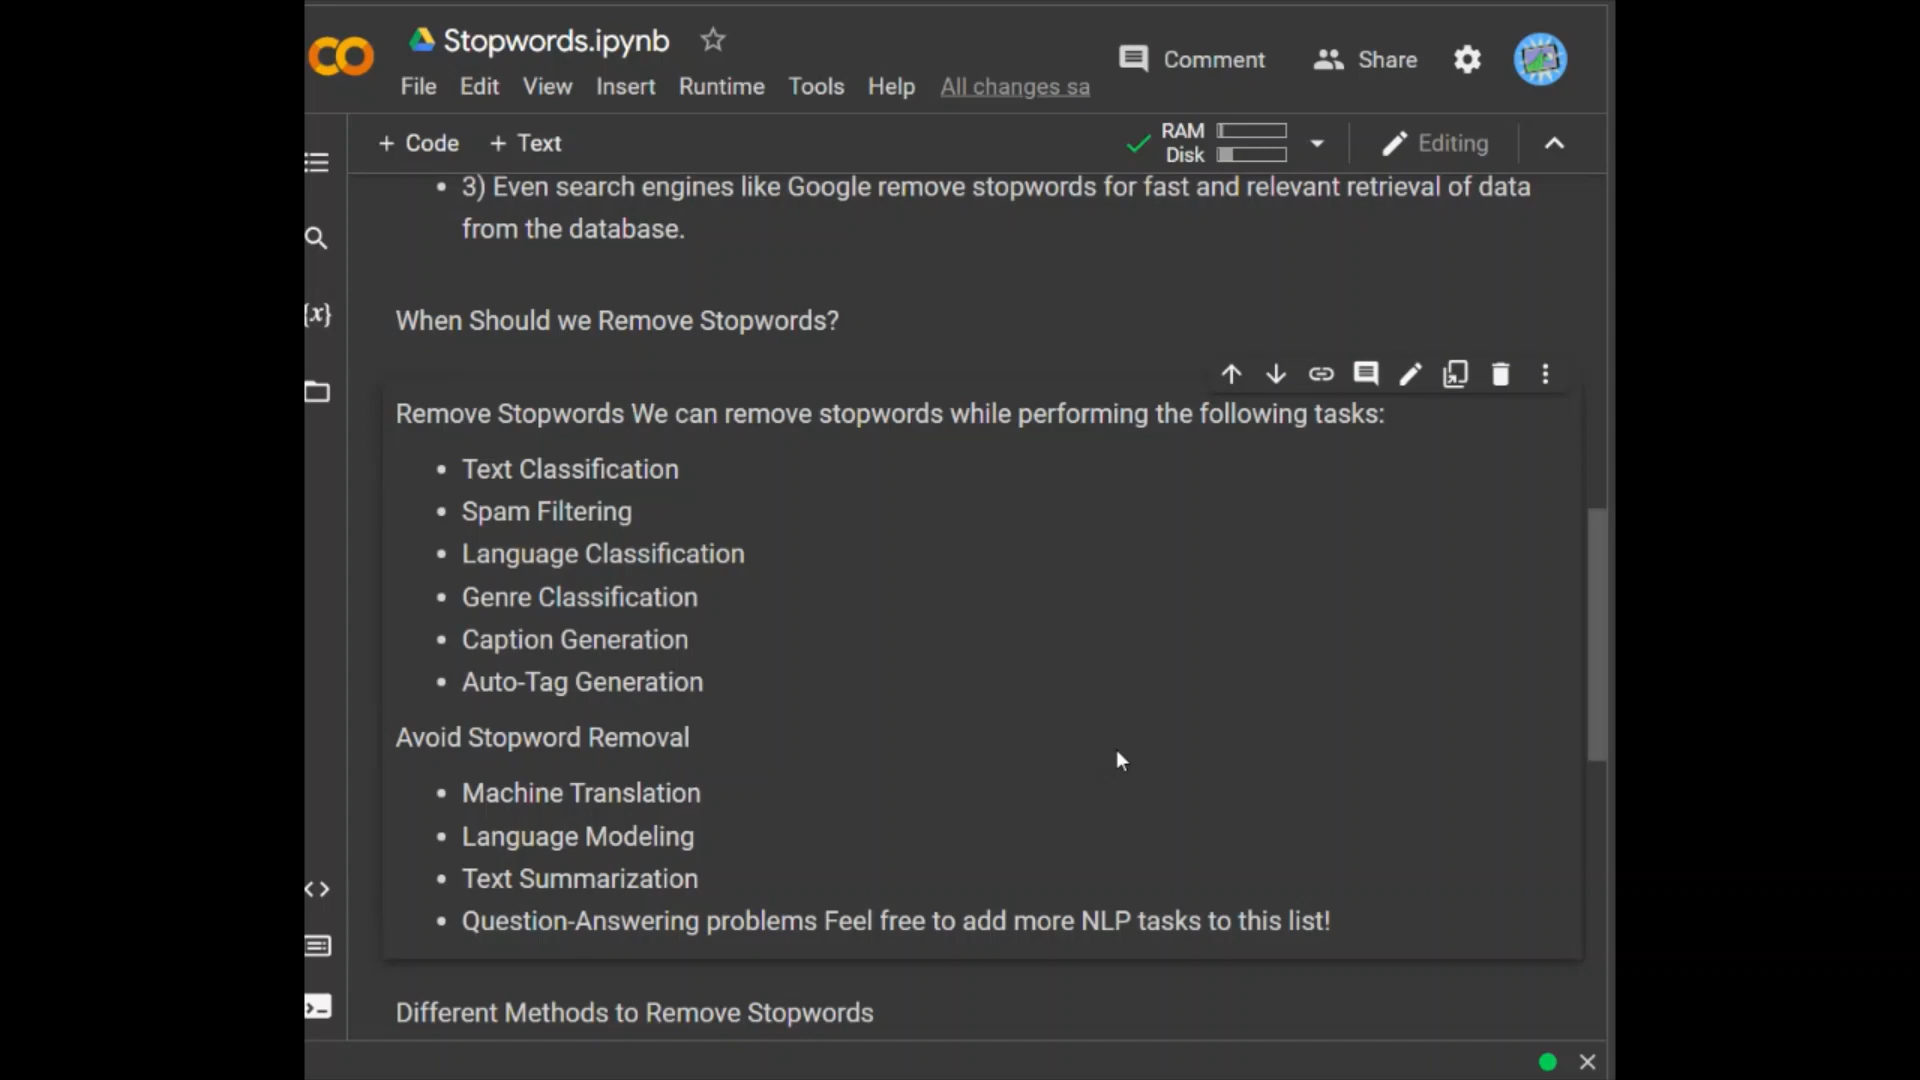 Stopwords.ipynb
Comment
Share
File Edit View Insert Runtime Tools Help All changes sa
+ Code + Text
RAM
Disk
Editing
• 3) Even search engines like Google remove stopwords for fast and relevant retrieval of data
from the database.
{x}
When Should we Remove Stopwords?
Remove Stopwords We can remove stopwords while performing the following tasks:
• Text Classification
• Spam Filtering
• Language Classification
• Genre Classification
• Caption Generation
• Auto-Tag Generation
Avoid Stopword Removal
• Machine Translation
• Language Modeling
• Text Summarization
• Question-Answering problems Feel free to add more NLP tasks to this list!
Different Methods to Remove Stopwords